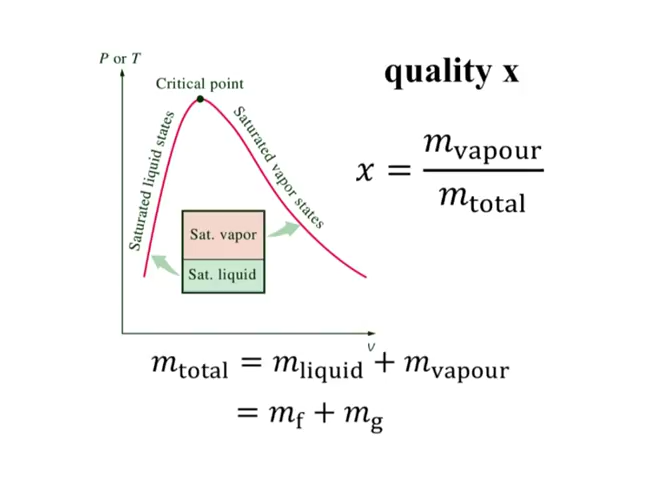 P or T
Critical point
Saturated liquid states
Saturated vapor states
Sat. vapor
Sat. liquid
v
quality x
x = m_vapour / m_total
m_total = m_liquid + m_vapour
= m_f + m_g